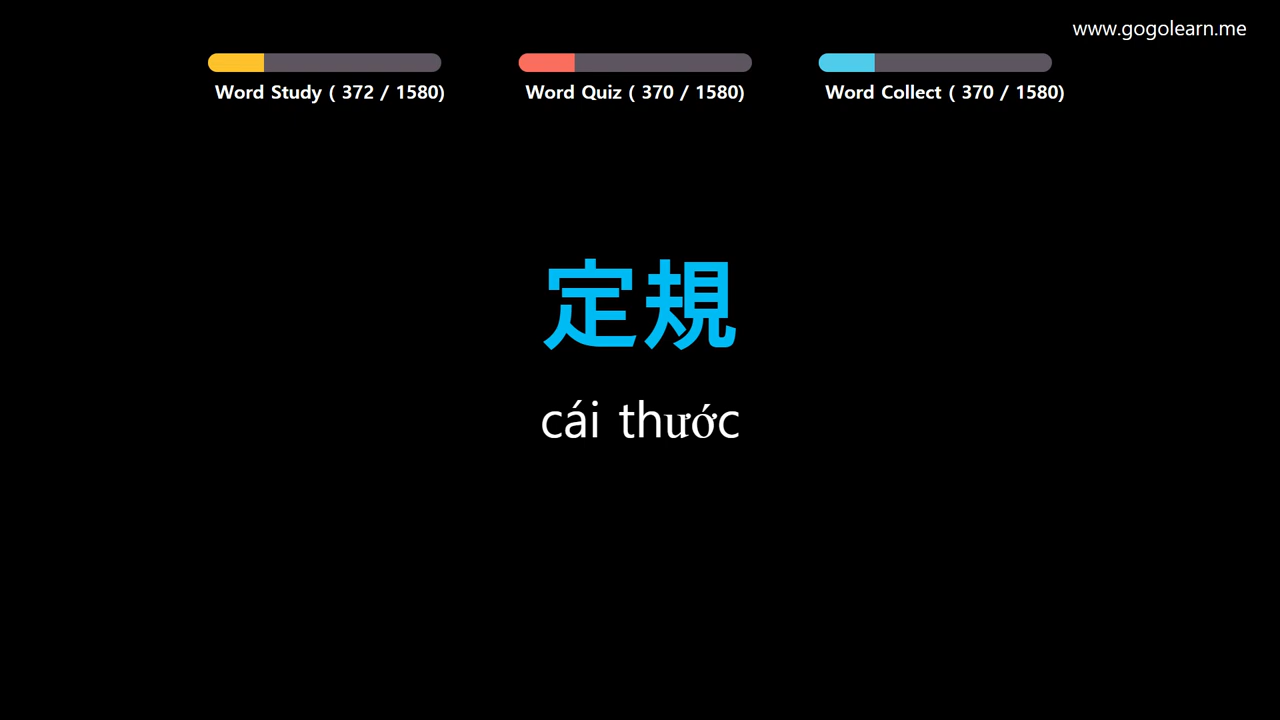 www.gogolearn.me
Word Study ( 372 / 1580)
Word Quiz ( 370 / 1580)
Word Collect ( 370 / 1580)
定規
cái thước